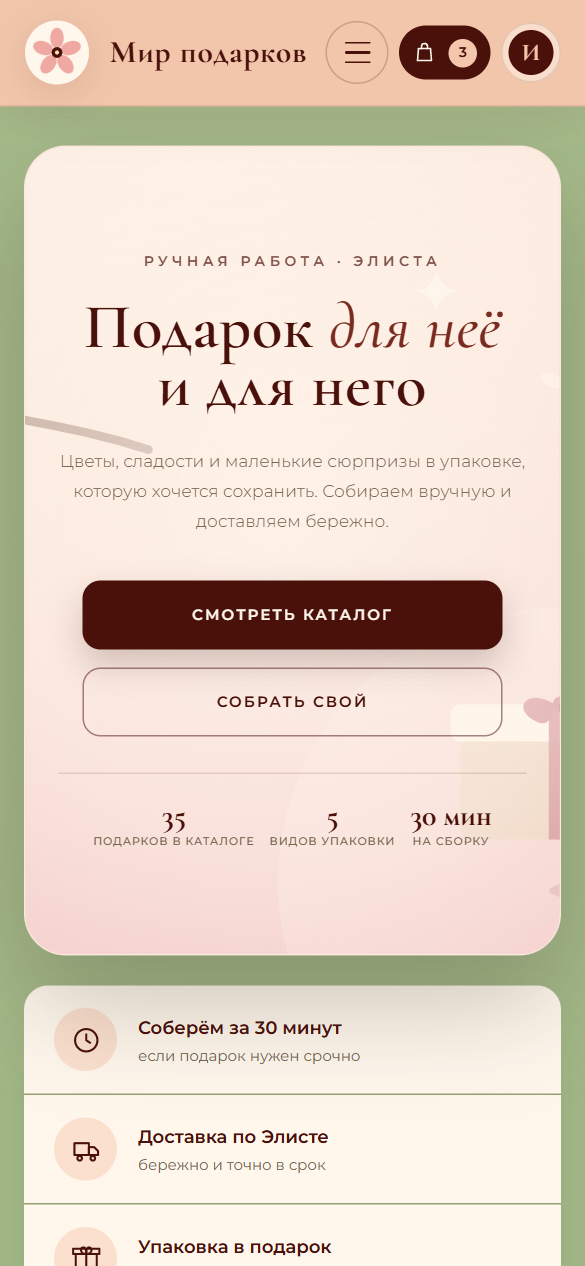 Мир подарков
3
И
РУЧНАЯ РАБОТА · ЭЛИСТА
Подарок для неё
и для него
Цветы, сладости и маленькие сюрпризы в упаковке,
которую хочется сохранить. Собираем вручную и
доставляем бережно.
СМОТРЕТЬ КАТАЛОГ
СОБРАТЬ СВОЙ
35
ПОДАРКОВ В КАТАЛОГЕ
5
ВИДОВ УПАКОВКИ
30 мин
НА СБОРКУ
Соберём за 30 минут
если подарок нужен срочно
Доставка по Элисте
бережно и точно в срок
Упаковка в подарок